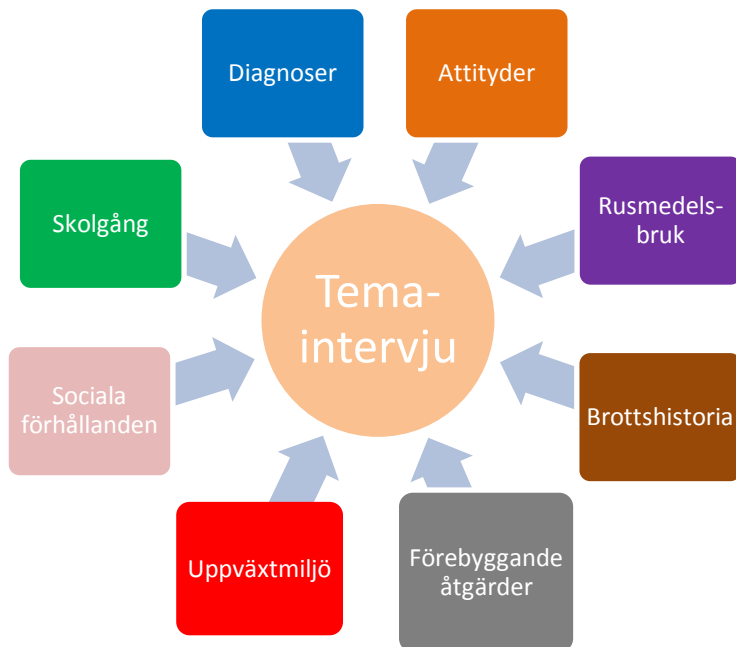 Diagnoser
Attityder
Skolgång
Rusmedels-
bruk
Tema-
intervju
Sociala
förhållanden
Brottshistoria
Uppväxtmiljö
Förebyggande
åtgärder